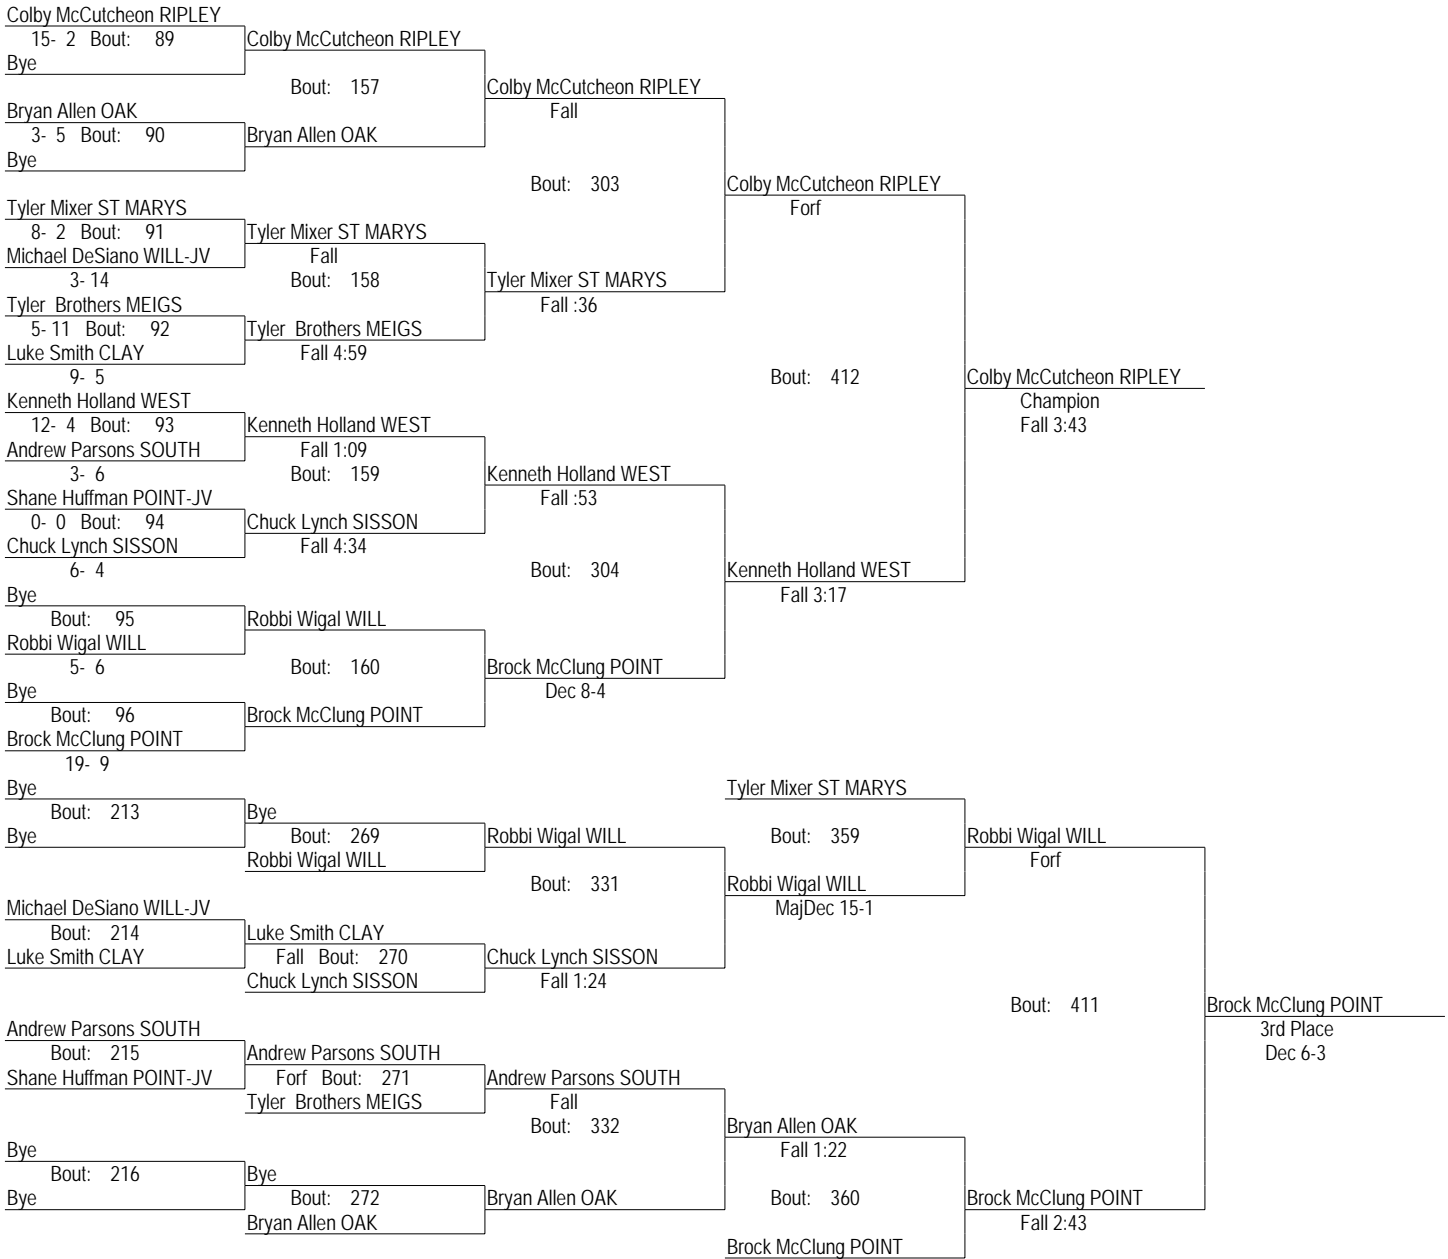 Colby McCutcheon RIPLEY
15- 2 Bout: 89 Colby McCutcheon RIPLEY
Bye
Bout: 157 Colby McCutcheon RIPLEY
Bryan Allen OAK Fall
3- 5 Bout: 90 Bryan Allen OAK
Bye
Bout: 303 Colby McCutcheon RIPLEY
Tyler Mixer ST MARYS Forf
8- 2 Bout: 91 Tyler Mixer ST MARYS
Michael DeSiano WILL-JV Fall
3- 14 Bout: 158 Tyler Mixer ST MARYS
Tyler Brothers MEIGS Fall :36
5- 11 Bout: 92 Tyler Brothers MEIGS
Luke Smith CLAY Fall 4:59
9- 5 Bout: 412 Colby McCutcheon RIPLEY
Kenneth Holland WEST Champion
12- 4 Bout: 93 Kenneth Holland WEST Fall 3:43
Andrew Parsons SOUTH Fall 1:09
3- 6 Bout: 159 Kenneth Holland WEST
Shane Huffman POINT-JV Fall :53
0- 0 Bout: 94 Chuck Lynch SISSON
Chuck Lynch SISSON Fall 4:34
6- 4 Bout: 304 Kenneth Holland WEST
Bye Fall 3:17
Bout: 95 Robbi Wigal WILL
Robbi Wigal WILL
5- 6 Bout: 160 Brock McClung POINT
Bye Dec 8-4
Bout: 96 Brock McClung POINT
Brock McClung POINT
19- 9
Bye Tyler Mixer ST MARYS
Bout: 213 Bye
Bye Bout: 269 Robbi Wigal WILL Bout: 359 Robbi Wigal WILL
Robbi Wigal WILL Forf
Bout: 331 Robbi Wigal WILL
Michael DeSiano WILL-JV MajDec 15-1
Bout: 214 Luke Smith CLAY
Luke Smith CLAY Fall Bout: 270 Chuck Lynch SISSON
Chuck Lynch SISSON Fall 1:24
Bout: 411 Brock McClung POINT
Andrew Parsons SOUTH 3rd Place
Bout: 215 Andrew Parsons SOUTH Dec 6-3
Shane Huffman POINT-JV Forf Bout: 271 Andrew Parsons SOUTH
Tyler Brothers MEIGS Fall
Bout: 332 Bryan Allen OAK
Bye Fall 1:22
Bout: 216 Bye
Bye Bout: 272 Bryan Allen OAK Bout: 360 Brock McClung POINT
Bryan Allen OAK Fall 2:43
Brock McClung POINT